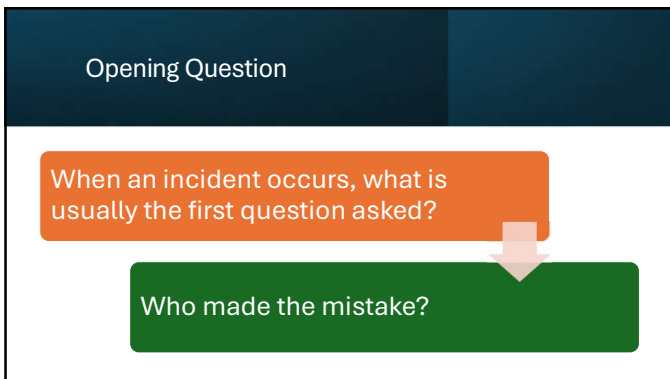 Opening Question
When an incident occurs, what is
usually the first question asked?
Who made the mistake?